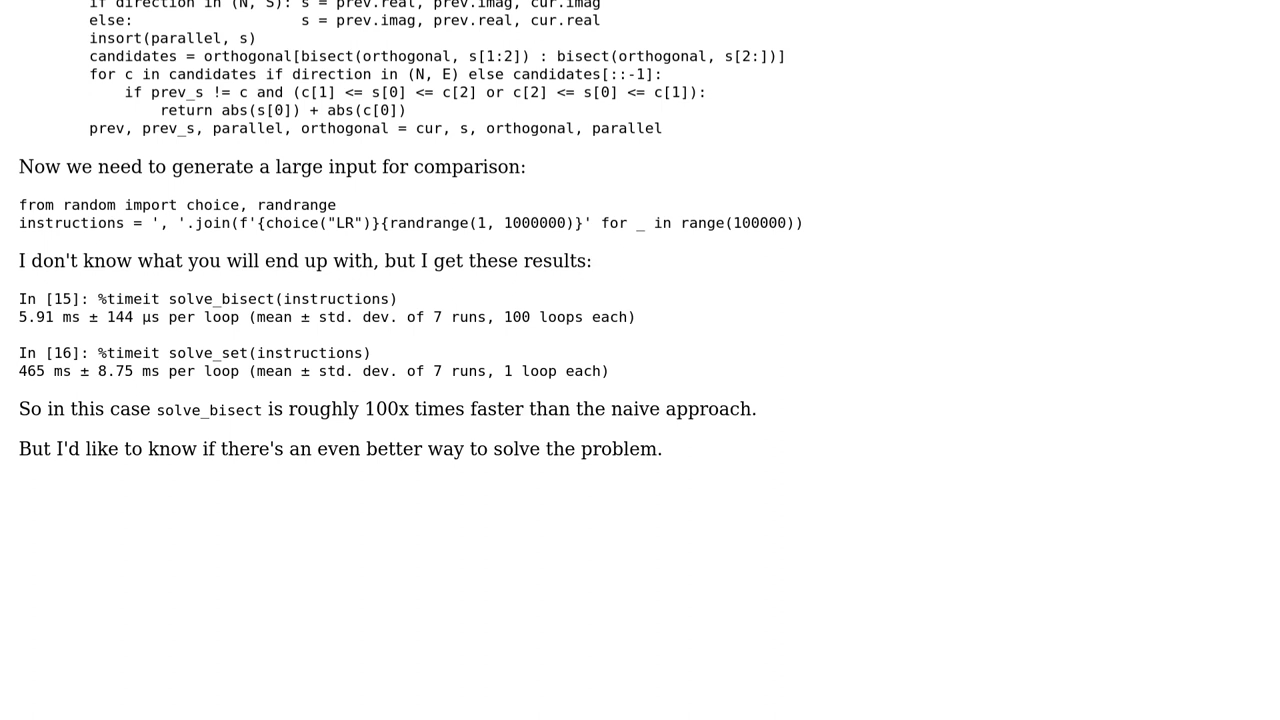 if direction in (N, S): s = prev.real, prev.imag, cur.imag
else:                   s = prev.imag, prev.real, cur.real
insort(parallel, s)
candidates = orthogonal[bisect(orthogonal, s[1:2]) : bisect(orthogonal, s[2:])]
for c in candidates if direction in (N, E) else candidates[::-1]:
    if prev_s != c and (c[1] <= s[0] <= c[2] or c[2] <= s[0] <= c[1]):
        return abs(s[0]) + abs(c[0])
prev, prev_s, parallel, orthogonal = cur, s, orthogonal, parallel
Now we need to generate a large input for comparison:
from random import choice, randrange
instructions = ', '.join(f'{choice("LR")}{randrange(1, 1000000)}' for _ in range(100000))
I don't know what you will end up with, but I get these results:
In [15]: %timeit solve_bisect(instructions)
5.91 ms ± 144 µs per loop (mean ± std. dev. of 7 runs, 100 loops each)
In [16]: %timeit solve_set(instructions)
465 ms ± 8.75 ms per loop (mean ± std. dev. of 7 runs, 1 loop each)
So in this case solve_bisect is roughly 100x times faster than the naive approach.
But I'd like to know if there's an even better way to solve the problem.